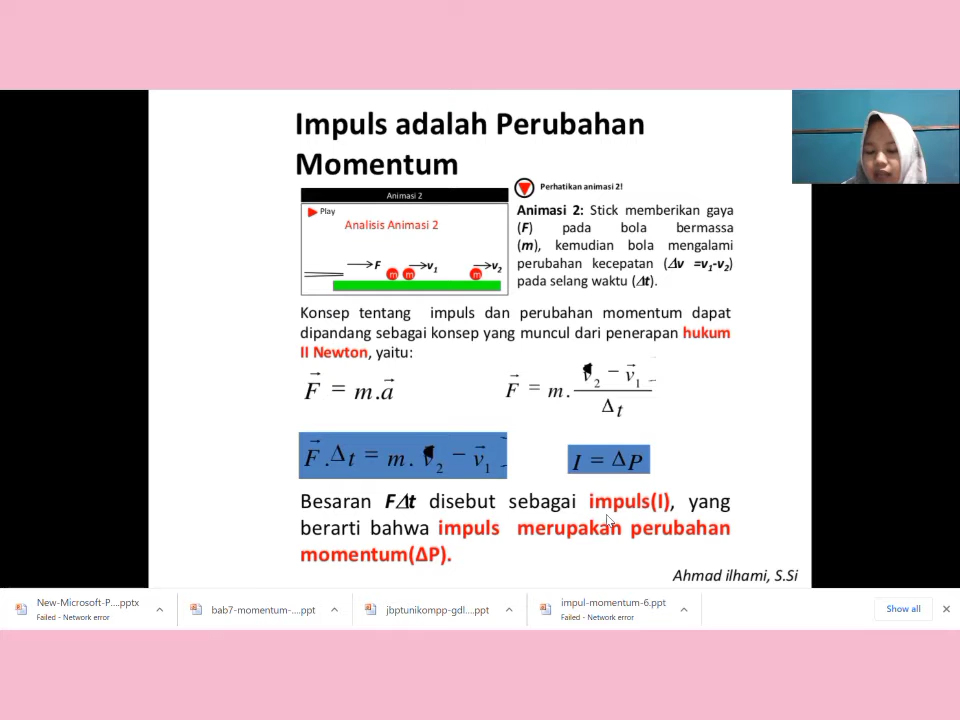 Impuls adalah Perubahan
Momentum
Animasi 2
Play
Analisis Animasi 2
F
m
m
v1
m
v2
Perhatikan animasi 2!
Animasi 2: Stick memberikan gaya
(F) pada bola bermassa
(m), kemudian bola mengalami
perubahan kecepatan (Δv =v1-v2)
pada selang waktu (Δt).
Konsep tentang impuls dan perubahan momentum dapat
dipandang sebagai konsep yang muncul dari penerapan hukum
II Newton, yaitu:
F = m.a
F = m. v2 − v1 / Δt
F.Δt = m. v2 − v1
I = ΔP
Besaran FΔt disebut sebagai impuls(I), yang
berarti bahwa impuls merupakan perubahan
momentum(ΔP).
Ahmad ilhami, S.Si
New-Microsoft-P....pptx
Failed - Network error
bab7-momentum-....ppt
jbptunikompp-gdl....ppt
impul-momentum-6.ppt
Failed - Network error
Show all